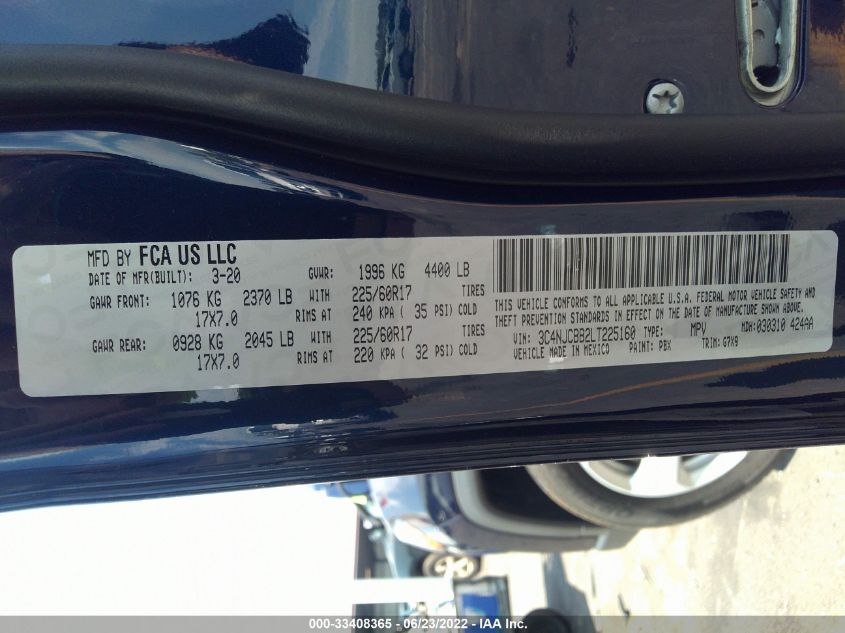 MFD BY FCA US LLC
DATE OF MFR(BUILT): 3-20 GVWR: 1996 KG 4400 LB
GAWR FRONT: 1076 KG 2370 LB WITH 225/60R17 TIRES
17X7.0 RIMS AT 240 KPA ( 35 PSI) COLD
GAWR REAR: 0928 KG 2045 LB WITH 225/60R17 TIRES
17X7.0 RIMS AT 220 KPA ( 32 PSI) COLD
THIS VEHICLE CONFORMS TO ALL APPLICABLE U.S.A. FEDERAL MOTOR VEHICLE SAFETY AND
THEFT PREVENTION STANDARDS IN EFFECT ON THE DATE OF MANUFACTURE SHOWN ABOVE.
VIN: 3C4NJCBB2LT225160 TYPE: MPV MDH:030310 424AA
VEHICLE MADE IN MEXICO PAINT: PBX TRIM: G7X9
000-33408365 - 06/23/2022 - IAA Inc.